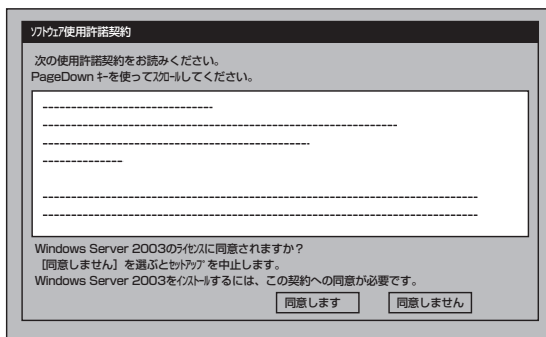 ソフトウェア使用許諾契約
次の使用許諾契約をお読みください。
PageDown キーを使ってスクロールしてください。
Windows Server 2003のライセンスに同意されますか？
［同意しません］を選ぶとセットアップを中止します。
Windows Server 2003をインストールするには、この契約への同意が必要です。
同意します 同意しません